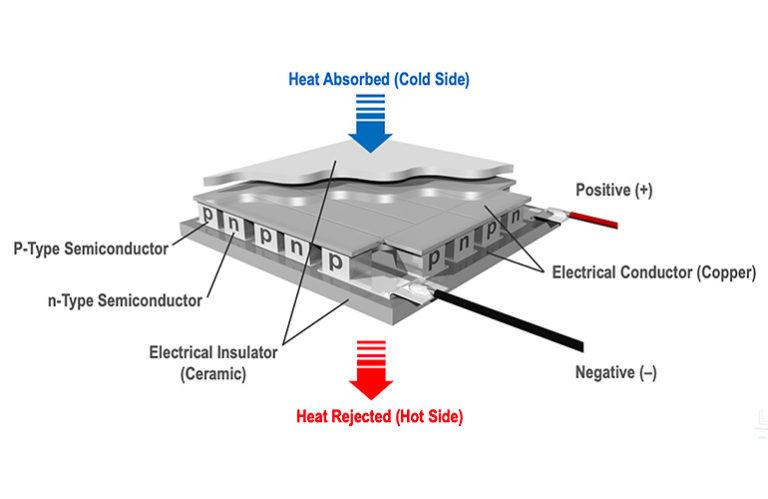 Heat Absorbed (Cold Side)
Positive (+)
p n p n p
p n p n
P-Type Semiconductor
Electrical Conductor (Copper)
n-Type Semiconductor
Electrical Insulator
(Ceramic)
Negative (–)
Heat Rejected (Hot Side)